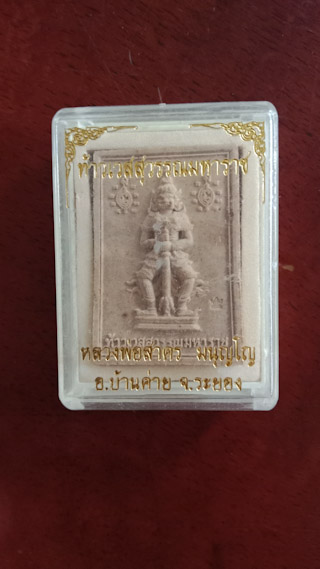 ท้าวเวสสุวรรณมหาราช
ท้าวเวสสุวรรณมหาราช
หลวงพ่อสาคร มนุญฺโญ
อ.บ้านค่าย จ.ระยอง